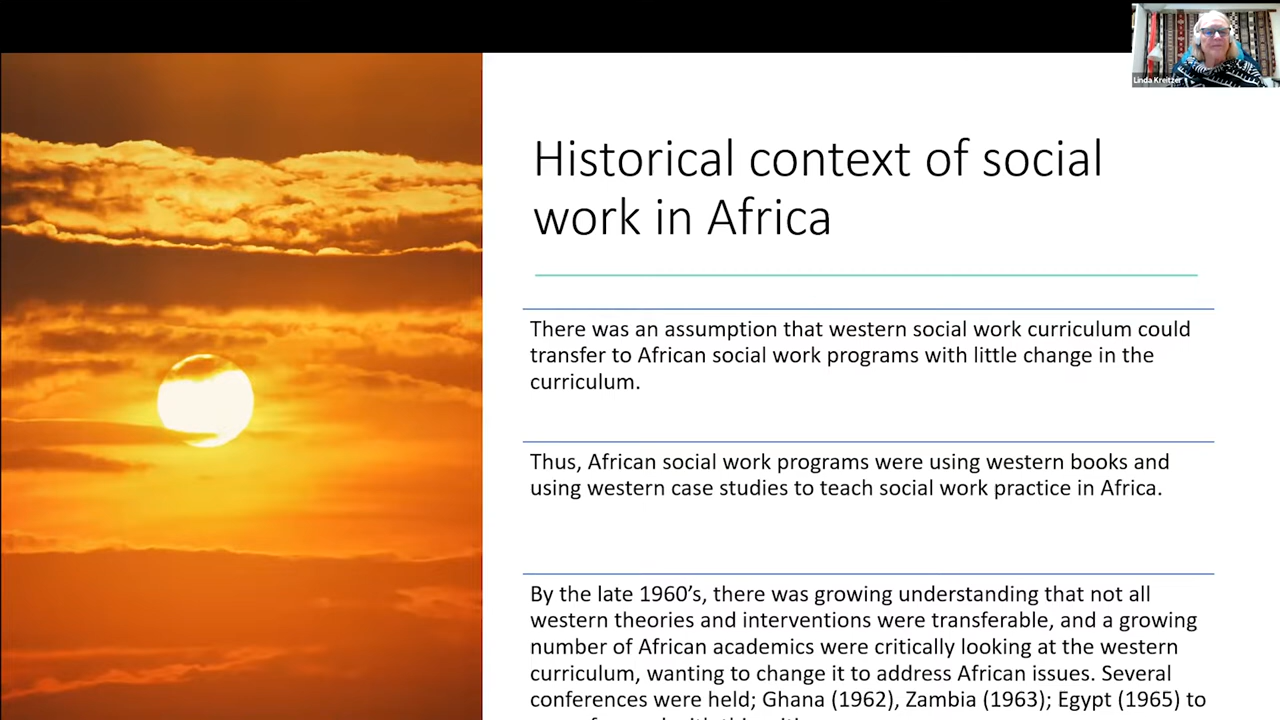 Linda Kreitzer
Historical context of social
work in Africa
There was an assumption that western social work curriculum could
transfer to African social work programs with little change in the
curriculum.
Thus, African social work programs were using western books and
using western case studies to teach social work practice in Africa.
By the late 1960’s, there was growing understanding that not all
western theories and interventions were transferable, and a growing
number of African academics were critically looking at the western
curriculum, wanting to change it to address African issues. Several
conferences were held; Ghana (1962), Zambia (1963); Egypt (1965) to